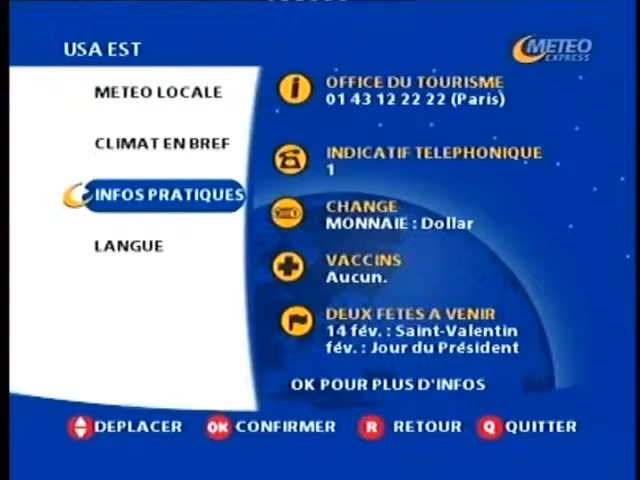 USA EST
METEO
EXPRESS
METEO LOCALE
CLIMAT EN BREF
INFOS PRATIQUES
LANGUE
i
OFFICE DU TOURISME
01 43 12 22 22 (Paris)
INDICATIF TELEPHONIQUE
1
CHANGE
MONNAIE : Dollar
VACCINS
Aucun.
DEUX FETES A VENIR
14 fév. : Saint-Valentin
fév. : Jour du Président
OK POUR PLUS D'INFOS
DEPLACER OK CONFIRMER R RETOUR Q QUITTER